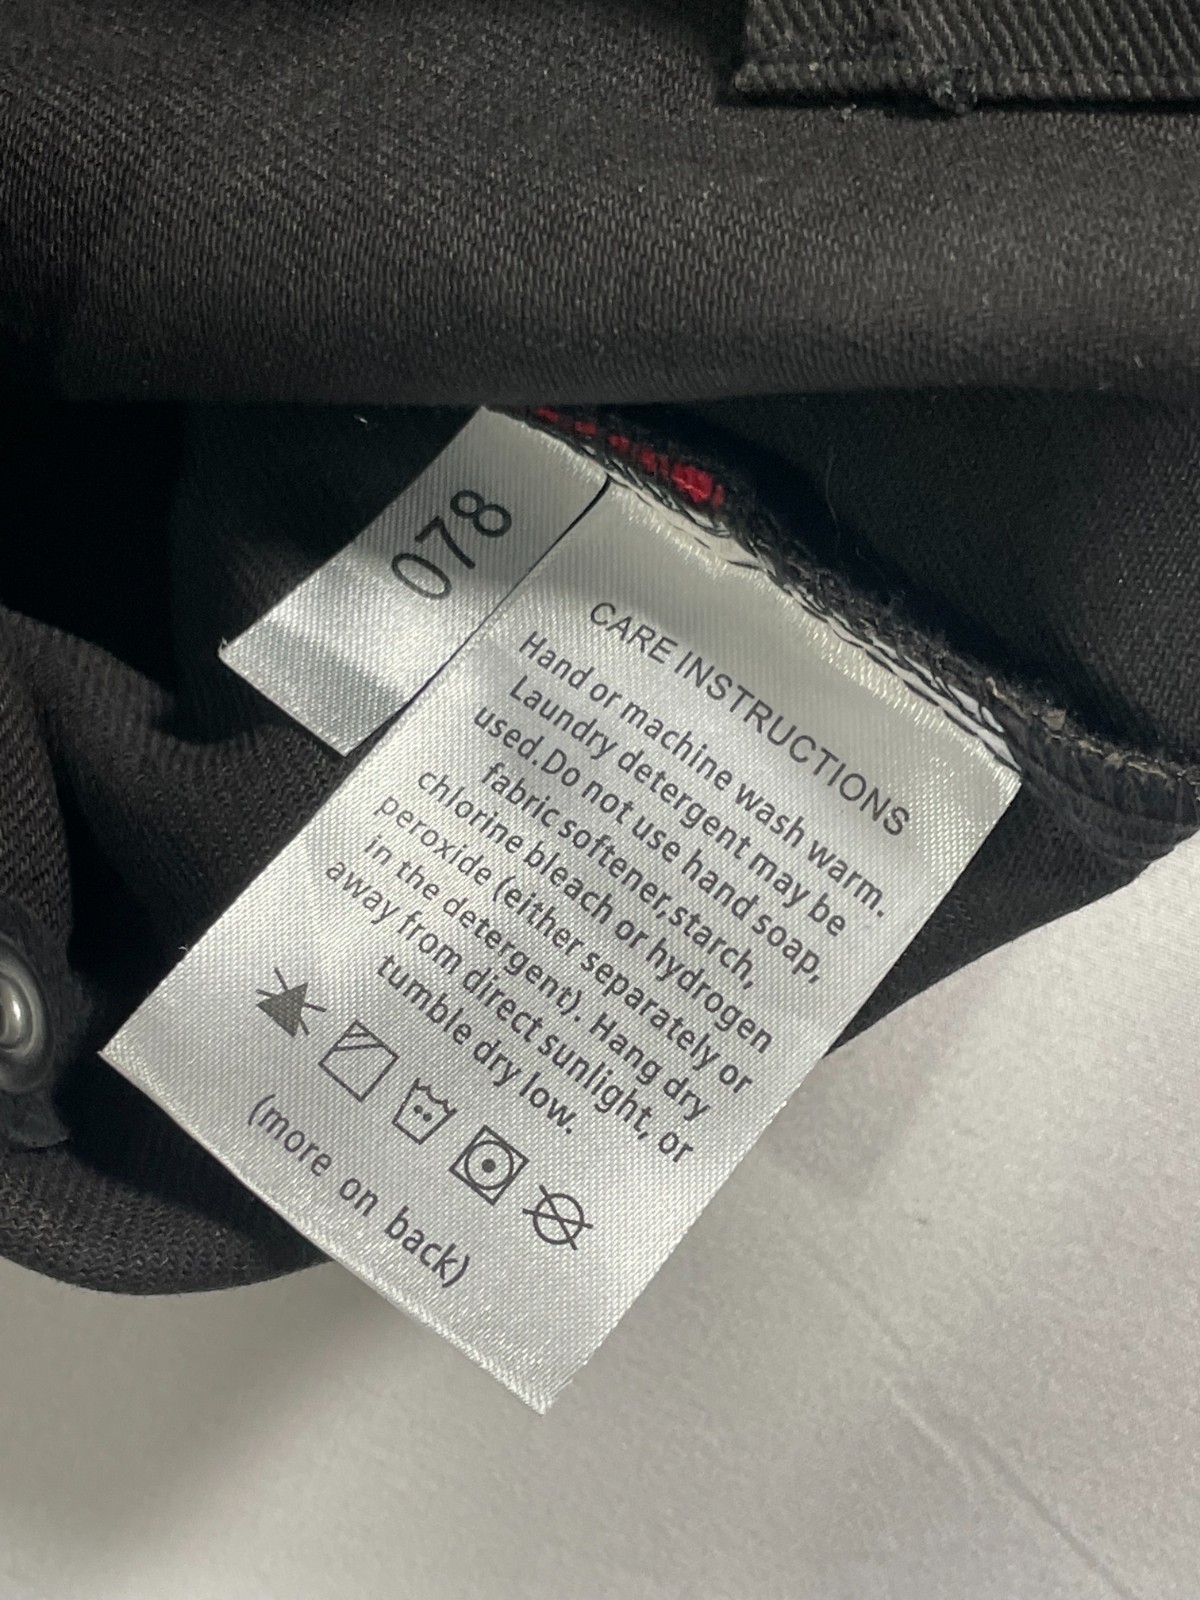 078
CARE INSTRUCTIONS
Hand or machine wash warm.
Laundry detergent may be
used.Do not use hand soap,
fabric softener,starch,
chlorine bleach or hydrogen
peroxide (either separately or
in the detergent). Hang dry
away from direct sunlight, or
tumble dry low.
(more on back)